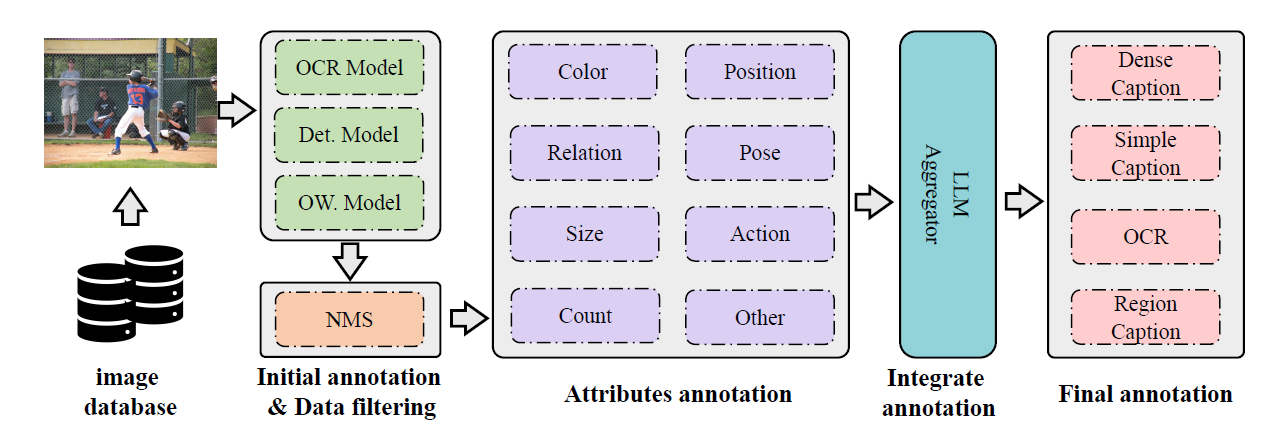 OCR Model
Det. Model
OW. Model
NMS
Color
Position
Relation
Pose
Size
Action
Count
Other
LLM
Aggregator
Dense
Caption
Simple
Caption
OCR
Region
Caption
image
database
Initial annotation
& Data filtering
Attributes annotation
Integrate
annotation
Final annotation
13